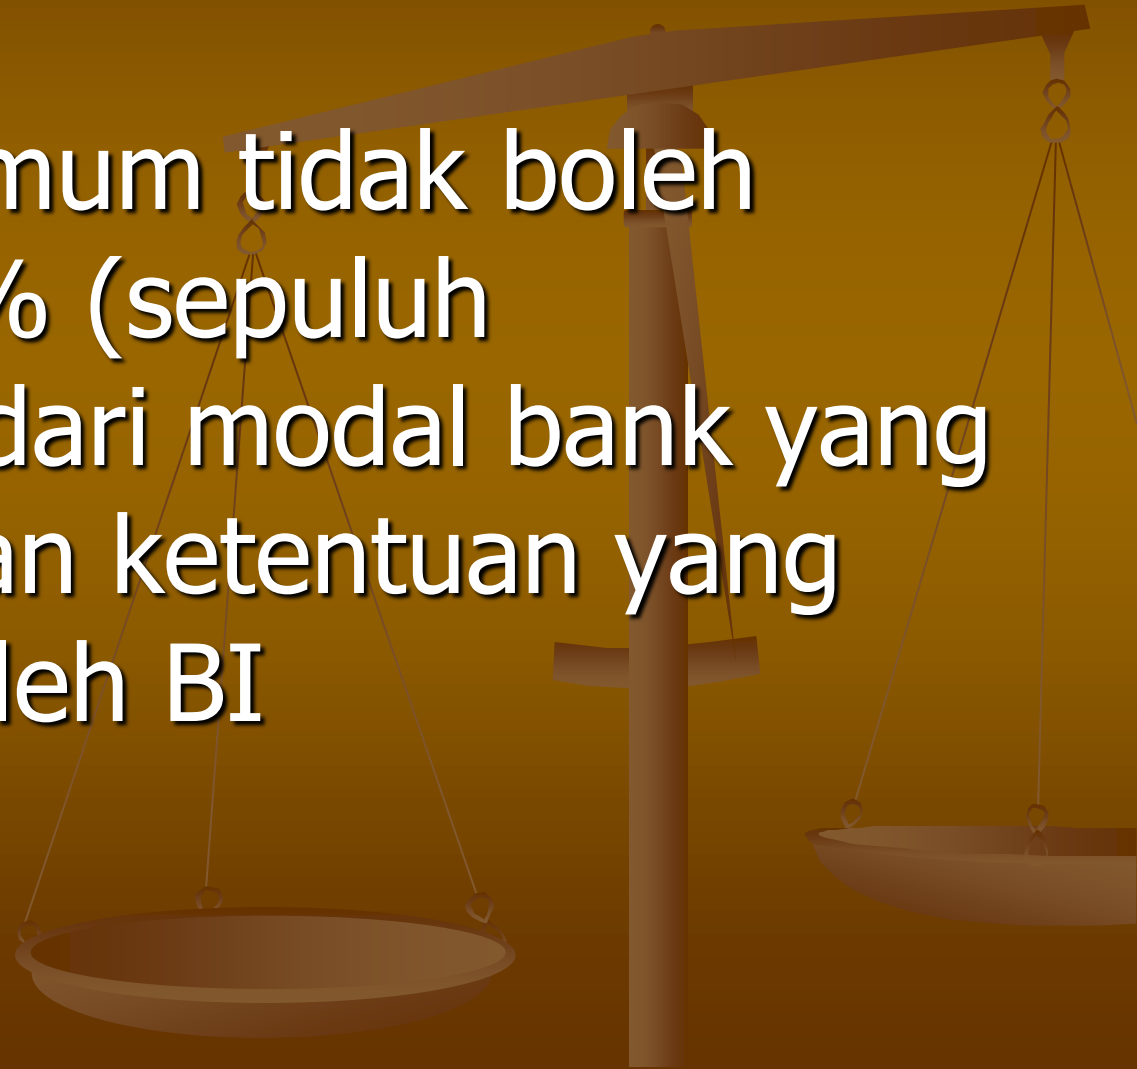 mum tidak boleh
% (sepuluh
dari modal bank yang
an ketentuan yang
leh BI